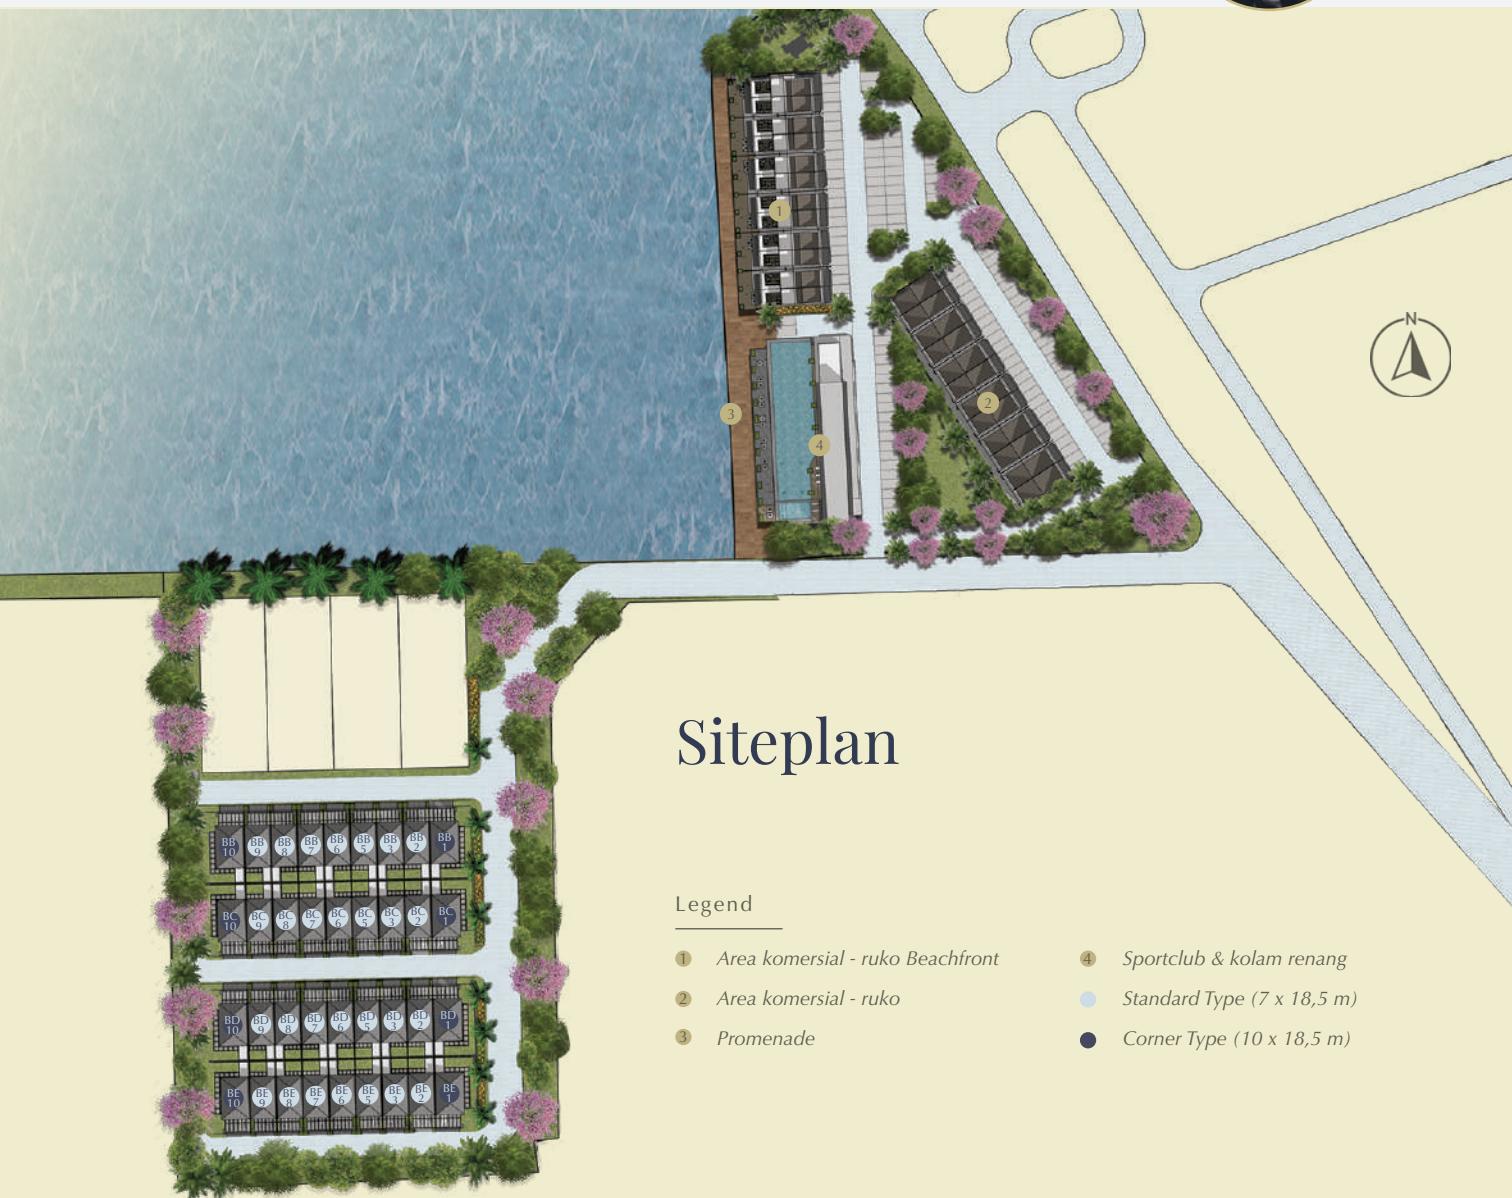 N
1
2
3
4
Siteplan
BB 10 BB 9 BB 8 BB 7 BB 6 BB 5 BB 3 BB 2 BB 1
BC 10 BC 9 BC 8 BC 7 BC 6 BC 5 BC 3 BC 2 BC 1
BD 10 BD 9 BD 8 BD 7 BD 6 BD 5 BD 3 BD 2 BD 1
BE 10 BE 9 BE 8 BE 7 BE 6 BE 5 BE 3 BE 2 BE 1
Legend
1 Area komersial - ruko Beachfront
2 Area komersial - ruko
3 Promenade
4 Sportclub & kolam renang
Standard Type (7 x 18,5 m)
Corner Type (10 x 18,5 m)